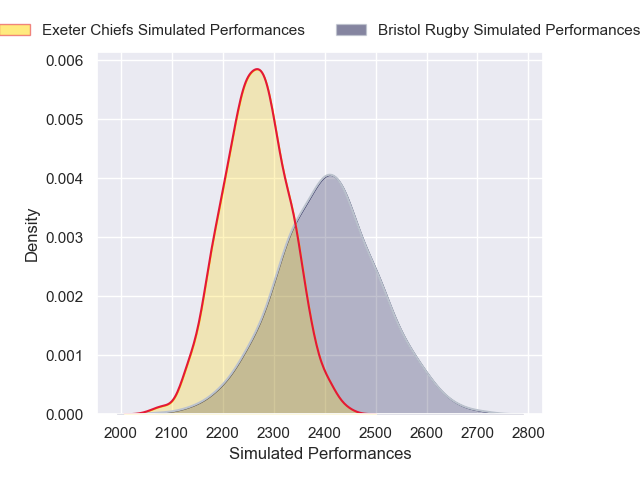 Exeter Chiefs Simulated Performances Bristol Rugby Simulated Performances
0.006
0.005
0.004
0.003
0.002
0.001
0.000
Density
2000 2100 2200 2300 2400 2500 2600 2700 2800
Simulated Performances